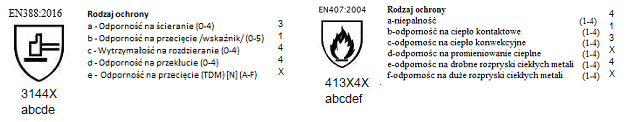 EN388:2016
Rodzaj ochrony
a - Odporność na ścieranie (0-4) 3
b - Odporność na przecięcie /wskaźnik/ (0-5) 1
c - Wytrzymałość na rozdzieranie (0-4) 4
d - Odporność na przekłucie (0-4) 4
e - Odporność na przecięcie (TDM) [N] (A-F) X
3144X
abcde
EN407:2004
Rodzaj ochrony
a-niepalność (1-4) 4
b-odporność na ciepło kontaktowe (1-4) 1
c-odporność na ciepło konwekcyjne (1-4) 3
d-odporność na promieniowanie cieplne (1-4) X
e-odporność na drobne rozpryski ciekłych metali (1-4) 4
f-odporność na duże rozpryski ciekłych metali (1-4) X
413X4X
abcdef